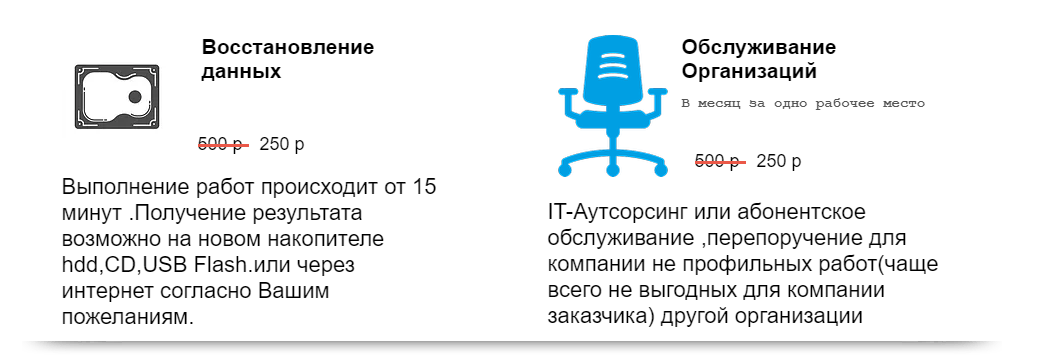 Восстановление
данных
500 р 250 р
Выполнение работ происходит от 15
минут .Получение результата
возможно на новом накопителе
hdd,CD,USB Flash.или через
интернет согласно Вашим
пожеланиям.
Обслуживание
Организаций
В месяц за одно рабочее место
500 р 250 р
IT-Аутсорсинг или абонентское
обслуживание ,перепоручение для
компании не профильных работ(чаще
всего не выгодных для компании
заказчика) другой организации